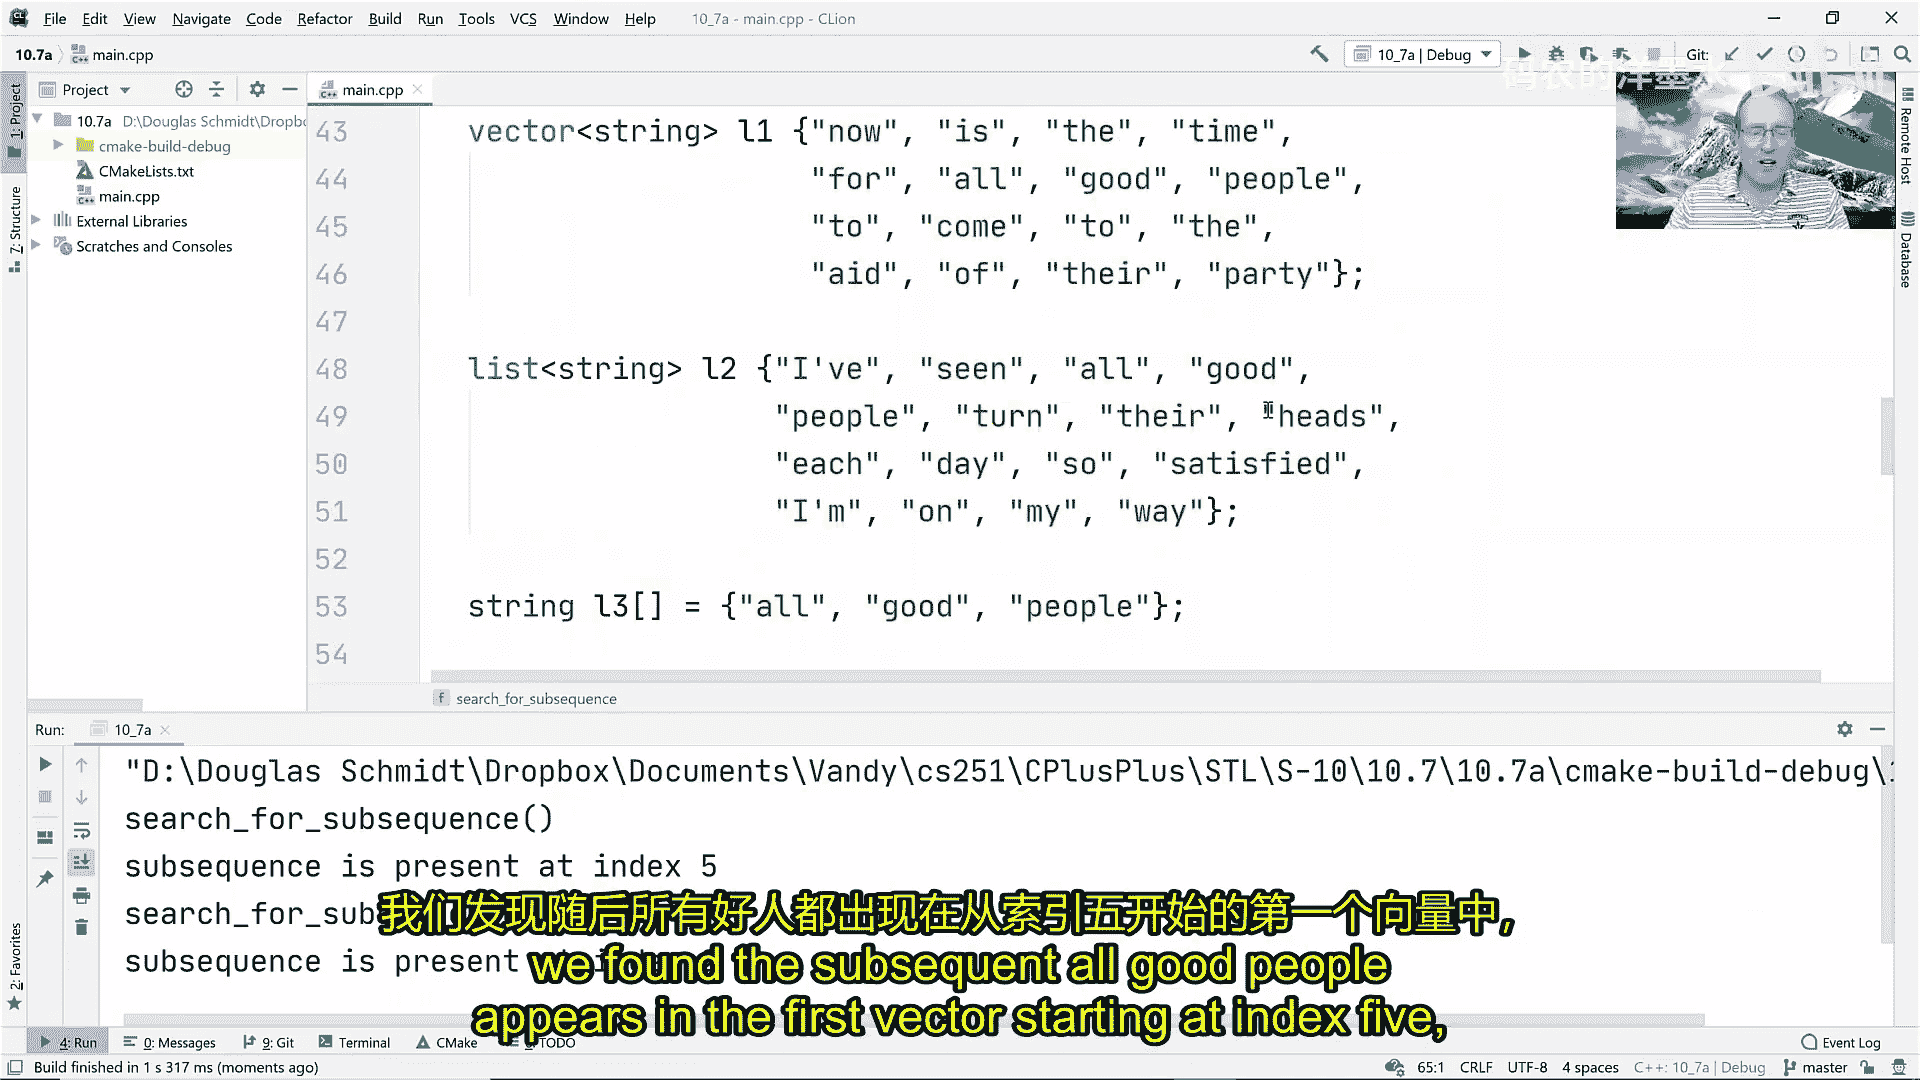 File Edit View Navigate Code Refactor Build Run Tools VCS Window Help 10_7a - main.cpp - CLion
10.7a main.cpp 10_7a | Debug Git:
码农的洋墨水
1: Project
Project
main.cpp
10.7a D:\Douglas Schmidt\Dropbo
cmake-build-debug
CMakeLists.txt
main.cpp
External Libraries
Scratches and Consoles
7: Structure
Remote Host
Database
43 vector<string> l1 {"now", "is", "the", "time",
44 "for", "all", "good", "people",
45 "to", "come", "to", "the",
46 "aid", "of", "their", "party"};
47
48 list<string> l2 {"I've", "seen", "all", "good",
49 "people", "turn", "their", "heads",
50 "each", "day", "so", "satisfied",
51 "I'm", "on", "my", "way"};
52
53 string l3[] = {"all", "good", "people"};
54
f search_for_subsequence
Run: 10_7a
"D:\Douglas Schmidt\Dropbox\Documents\Vandy\cs251\CPlusPlus\STL\S-10\10.7\10.7a\cmake-build-debug\
search_for_subsequence()
subsequence is present at index 5
search_for_sub
subsequence is present
我们发现随后所有好人都出现在从索引五开始的第一个向量中,
we found the subsequent all good people
appears in the first vector starting at index five,
2: Favorites
4: Run 0: Messages 9: Git Terminal CMake TODO Event Log
Build finished in 1 s 317 ms (moments ago) 65:1 CRLF UTF-8 4 spaces C++: 10_7a | Debug master